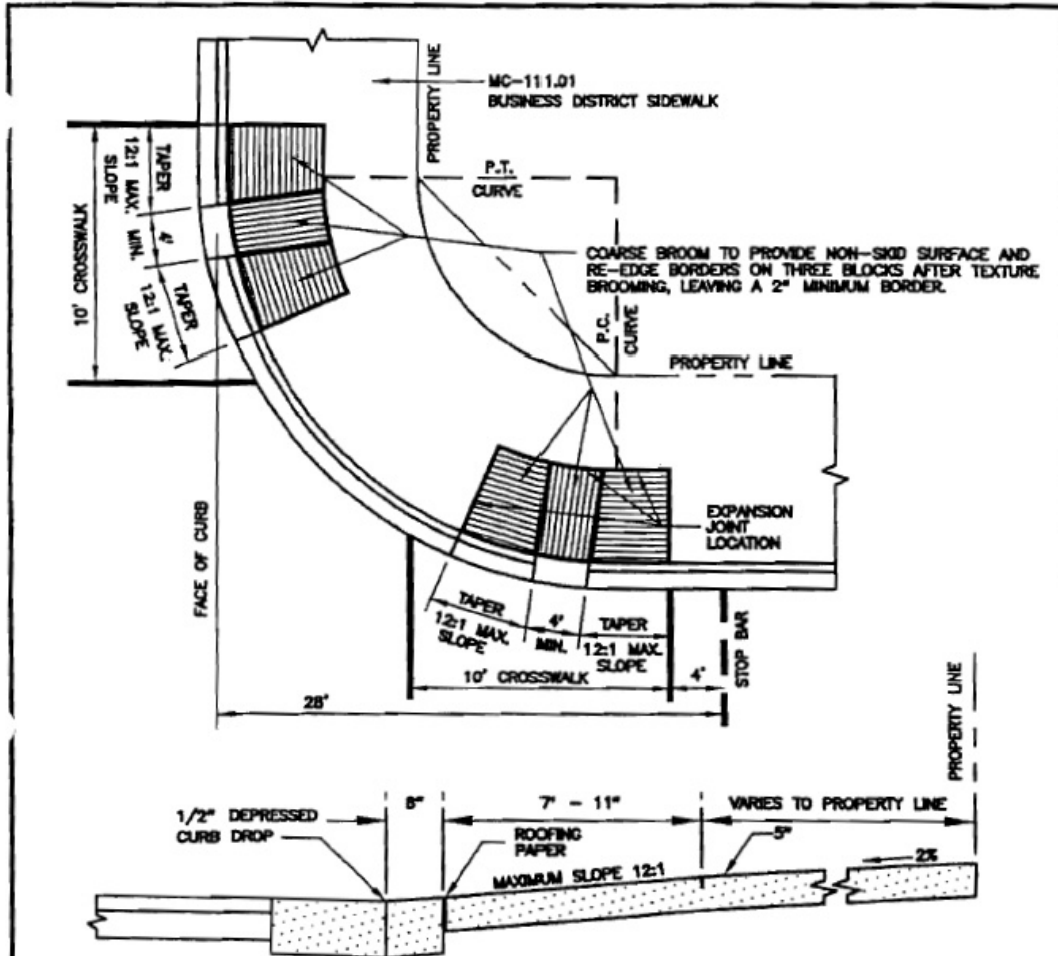 MC-111.01
BUSINESS DISTRICT SIDEWALK
PROPERTY LINE
P.T.
CURVE
TAPER
12:1 MAX.
SLOPE
4'
MIN.
TAPER
12:1 MAX.
SLOPE
10' CROSSWALK
COARSE BROOM TO PROVIDE NON-SKID SURFACE AND
RE-EDGE BORDERS ON THREE BLOCKS AFTER TEXTURE
BROOMING, LEAVING A 2" MINIMUM BORDER.
P.C.
CURVE
PROPERTY LINE
FACE OF CURB
EXPANSION
JOINT
LOCATION
TAPER
12:1 MAX.
SLOPE
4'
MIN.
TAPER
12:1 MAX.
SLOPE
10' CROSSWALK
4'
STOP BAR
28'
PROPERTY LINE
1/2" DEPRESSED
CURB DROP
8"
7' - 11"
VARIES TO PROPERTY LINE
ROOFING
PAPER
5"
2%
MAXIMUM SLOPE 12:1